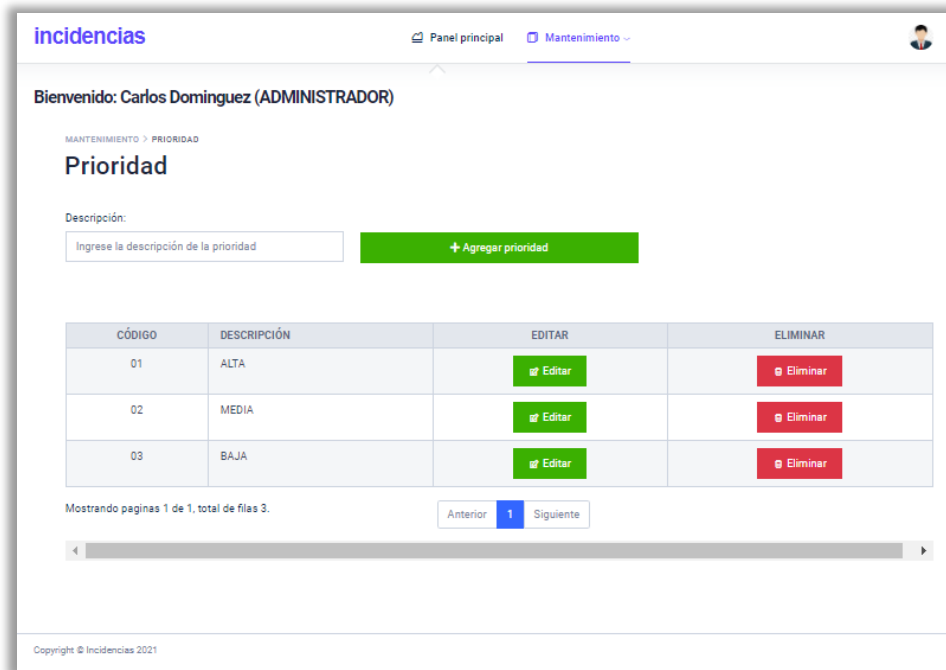 incidencias
Panel principal
Mantenimiento
Bienvenido: Carlos Dominguez (ADMINISTRADOR)
MANTENIMIENTO > PRIORIDAD
Prioridad
Descripción:
Ingrese la descripción de la prioridad
+ Agregar prioridad
CÓDIGO DESCRIPCIÓN EDITAR ELIMINAR
01 ALTA Editar Eliminar
02 MEDIA Editar Eliminar
03 BAJA Editar Eliminar
Mostrando paginas 1 de 1, total de filas 3.
Anterior 1 Siguiente
Copyright © Incidencias 2021